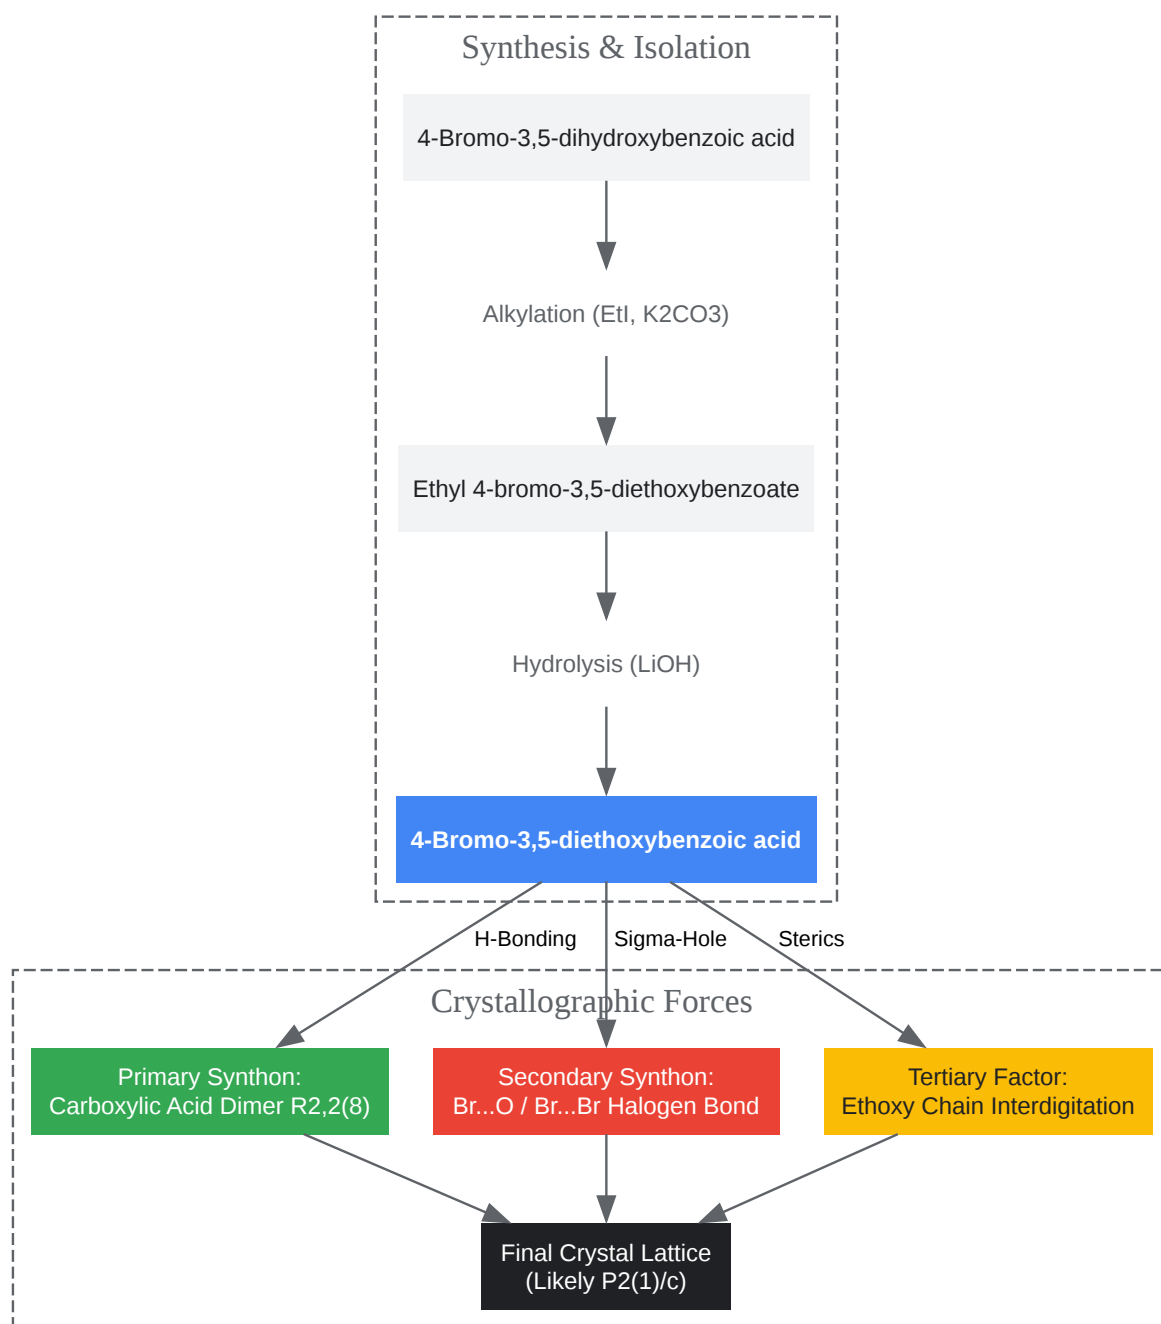 Synthesis & Isolation
4-Bromo-3,5-dihydroxybenzoic acid
Alkylation (EtI, K2CO3)
Ethyl 4-bromo-3,5-diethoxybenzoate
Hydrolysis (LiOH)
4-Bromo-3,5-diethoxybenzoic acid
H-Bonding
Sigma-Hole
Sterics
Crystallographic Forces
Primary Synthon:
Carboxylic Acid Dimer R2,2(8)
Secondary Synthon:
Br...O / Br...Br Halogen Bond
Tertiary Factor:
Ethoxy Chain Interdigitation
Final Crystal Lattice
(Likely P2(1)/c)